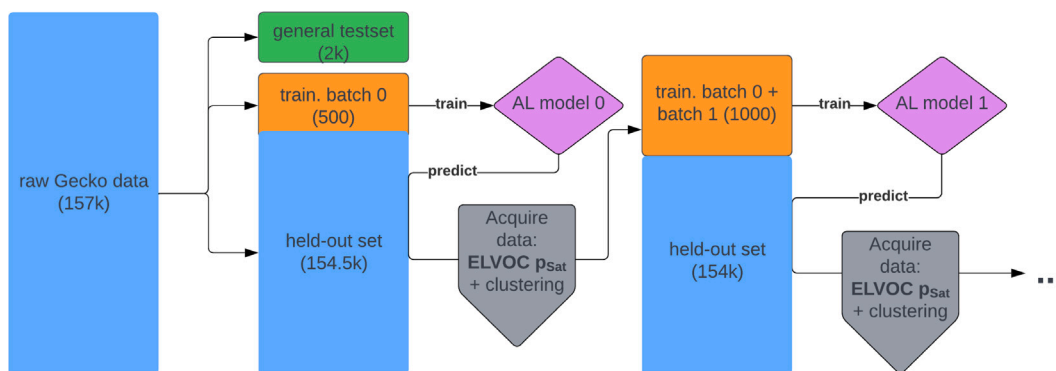 raw Gecko data
(157k)
general testset
(2k)
train. batch 0
(500)
held-out set
(154.5k)
train
AL model 0
predict
Acquire
data:
ELVOC pSat
+ clustering
train. batch 0 +
batch 1 (1000)
held-out set
(154k)
train
AL model 1
predict
Acquire
data:
ELVOC pSat
+ clustering
..